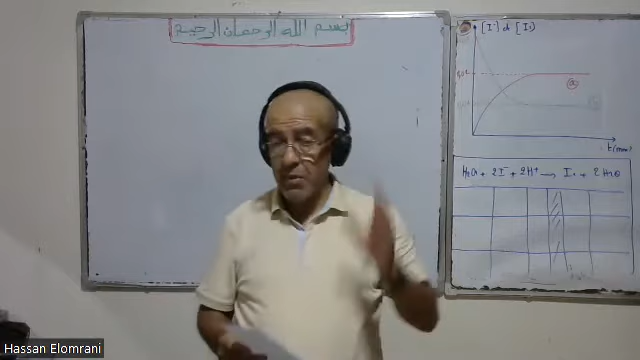 بسم الله الرحمان الرحيم
[I⁻] et [I₂]
t(min)
H₂O₂ + 2I⁻ + 2H⁺ → I₂ + 2H₂O
Hassan Elomrani